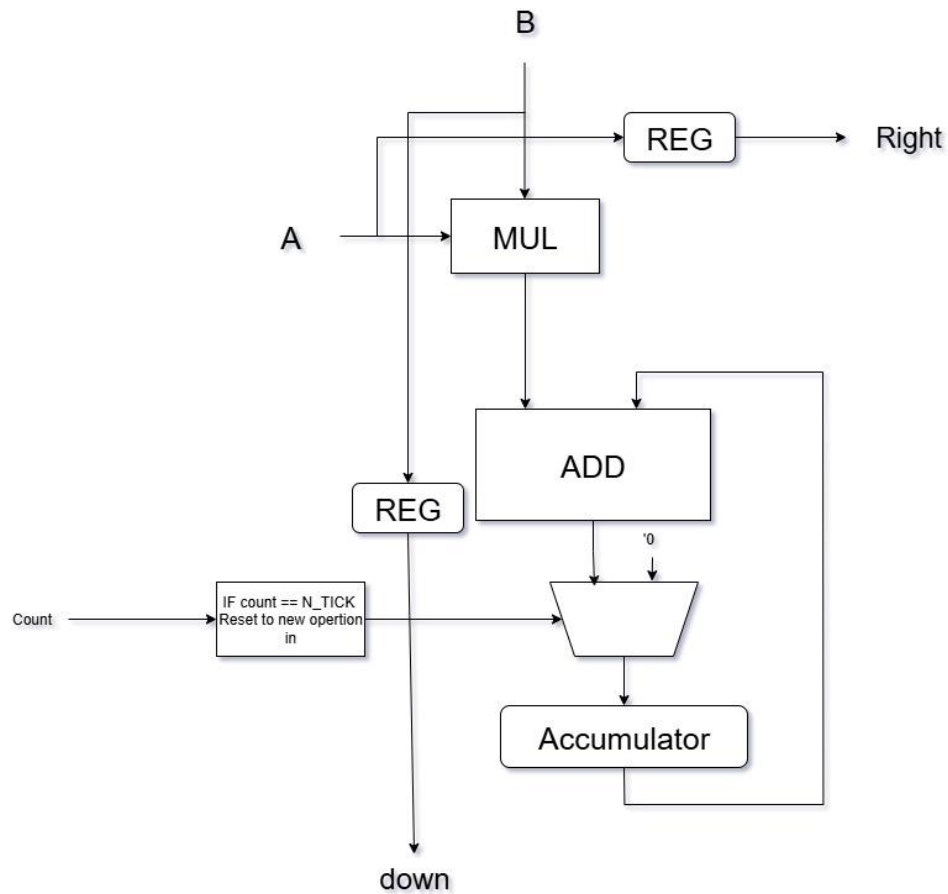 B
REG
Right
A
MUL
ADD
REG
'0
Count
IF count == N_TICK
Reset to new opertion
in
Accumulator
down